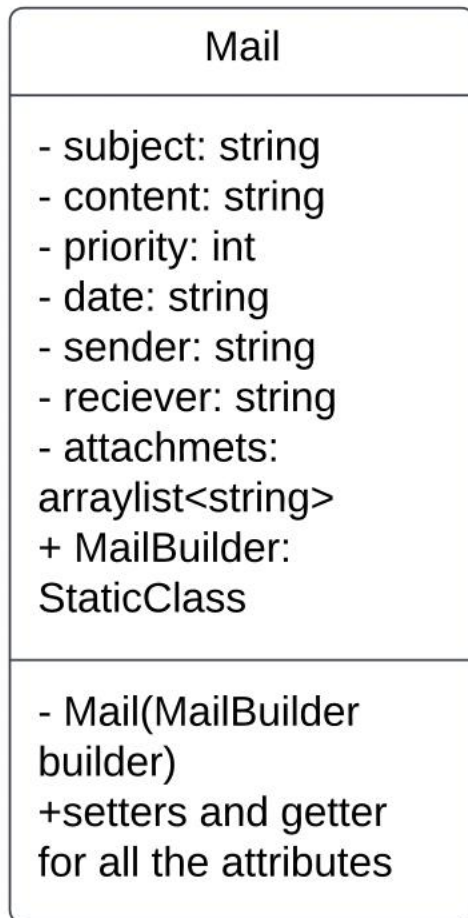 Mail
- subject: string
- content: string
- priority: int
- date: string
- sender: string
- reciever: string
- attachmets:
arraylist<string>
+ MailBuilder:
StaticClass
- Mail(MailBuilder
builder)
+setters and getter
for all the attributes